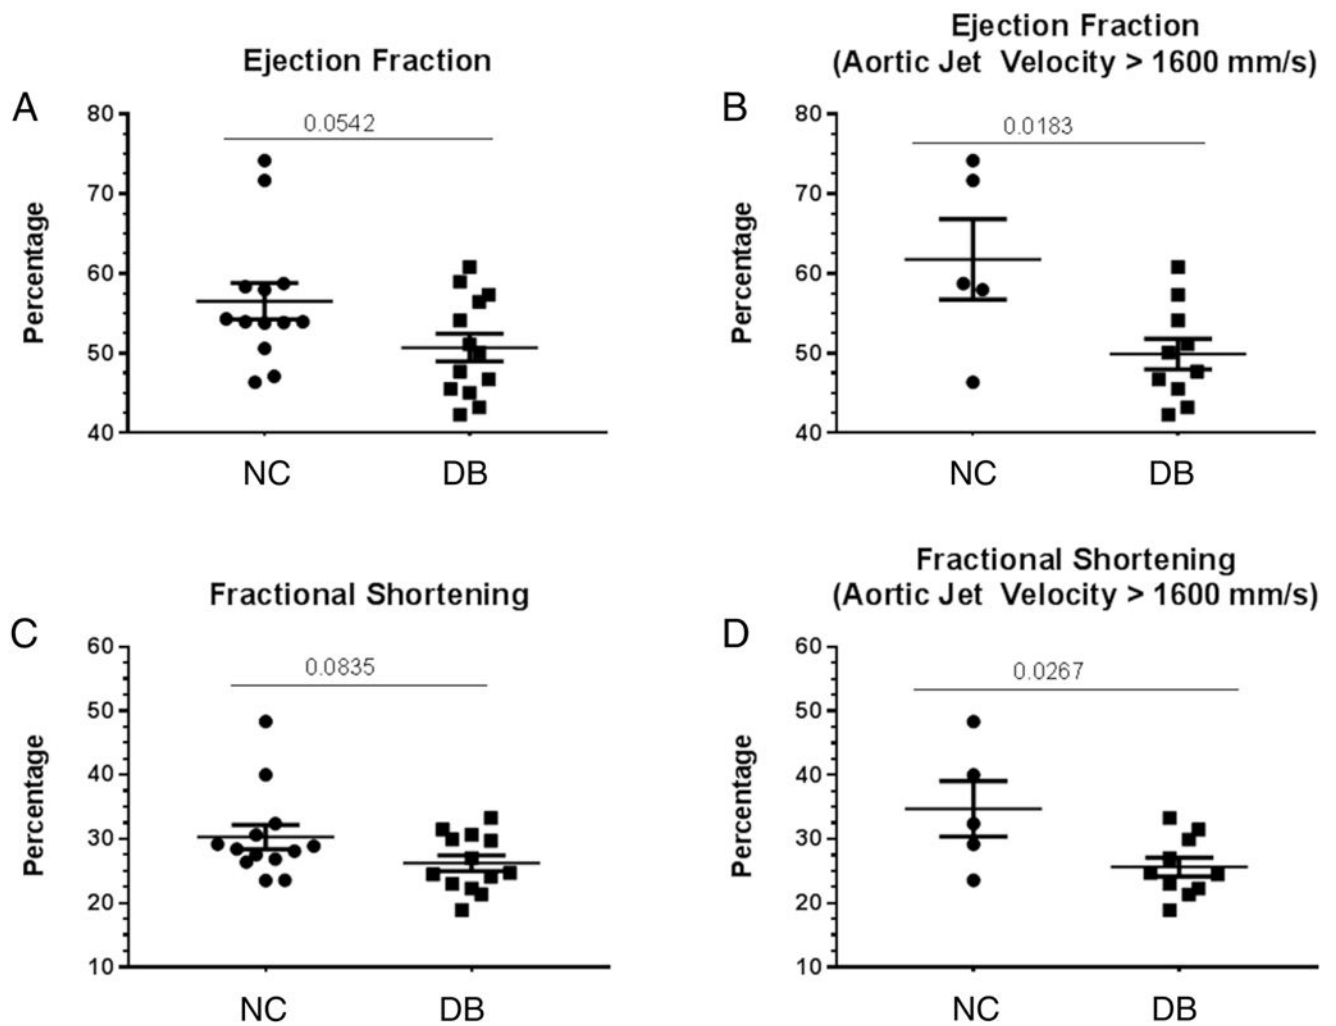 A
Ejection Fraction
0.0542
Percentage
80
70
60
50
40
NC DB
B
Ejection Fraction
(Aortic Jet Velocity > 1600 mm/s)
0.0183
Percentage
80
70
60
50
40
NC DB
C
Fractional Shortening
0.0835
Percentage
60
50
40
30
20
10
NC DB
D
Fractional Shortening
(Aortic Jet Velocity > 1600 mm/s)
0.0267
Percentage
60
50
40
30
20
10
NC DB